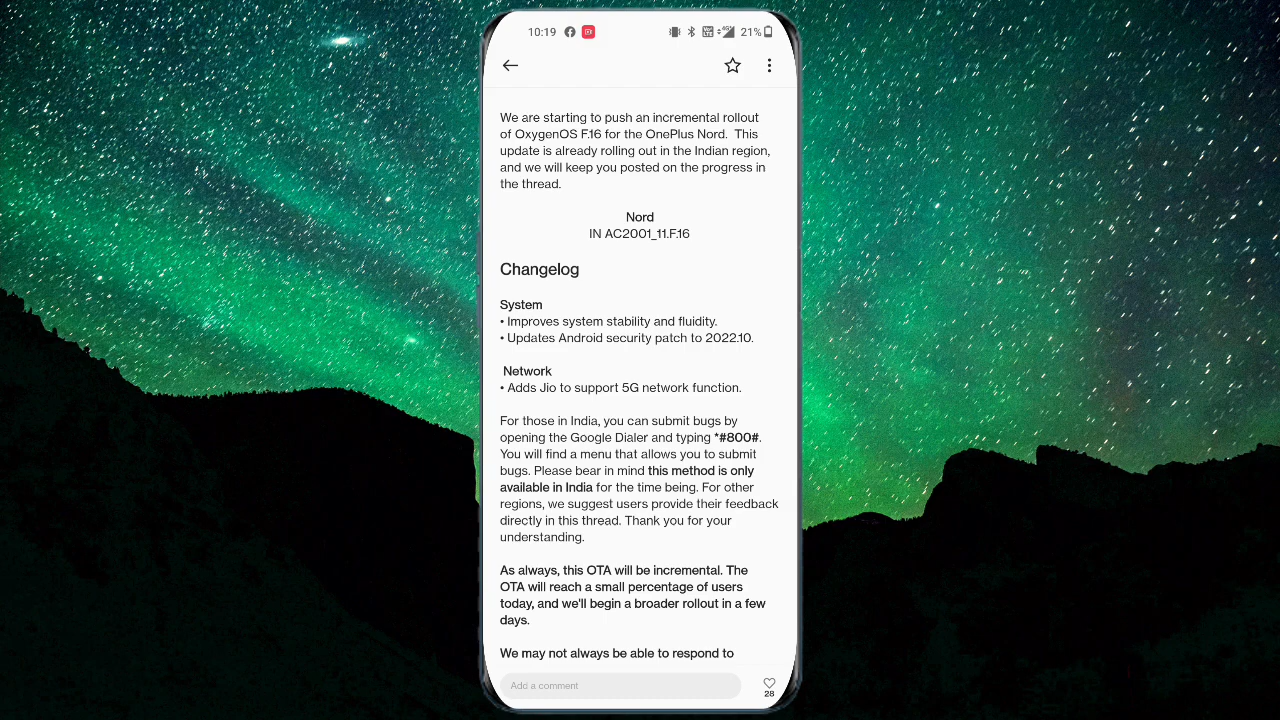 10:19
4G
21%
We are starting to push an incremental rollout
of OxygenOS F.16 for the OnePlus Nord.  This
update is already rolling out in the Indian region,
and we will keep you posted on the progress in
the thread.
Nord
IN AC2001_11.F.16
Changelog
System
• Improves system stability and fluidity.
• Updates Android security patch to 2022.10.
Network
• Adds Jio to support 5G network function.
For those in India, you can submit bugs by
opening the Google Dialer and typing *#800#.
You will find a menu that allows you to submit
bugs. Please bear in mind this method is only
available in India for the time being. For other
regions, we suggest users provide their feedback
directly in this thread. Thank you for your
understanding.
As always, this OTA will be incremental. The
OTA will reach a small percentage of users
today, and we'll begin a broader rollout in a few
days.
We may not always be able to respond to
Add a comment
28